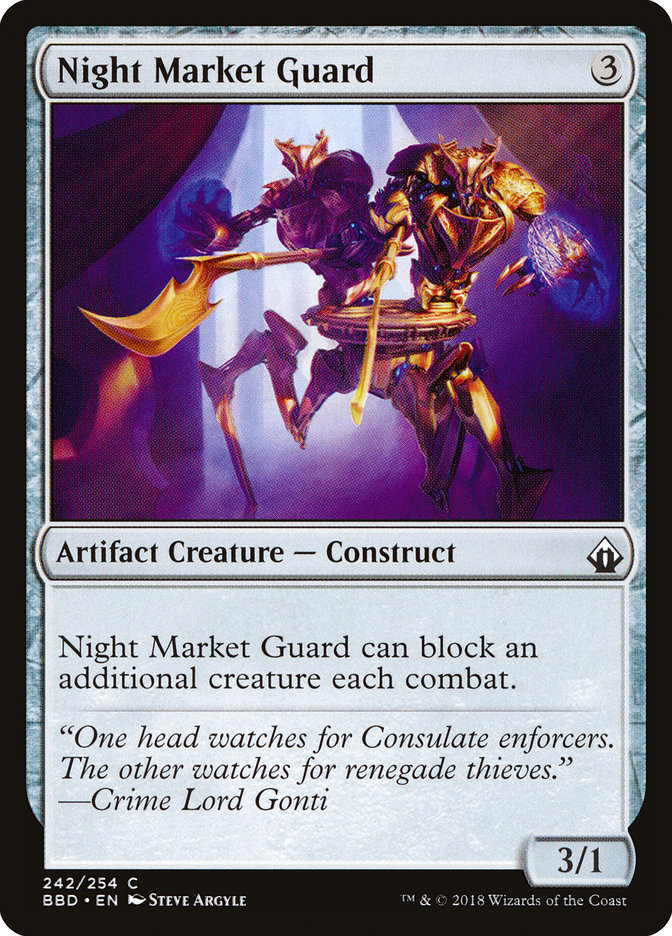 Night Market Guard 3
Artifact Creature — Construct
Night Market Guard can block an
additional creature each combat.
“One head watches for Consulate enforcers.
The other watches for renegade thieves.”
—Crime Lord Gonti
3/1
242/254 C
BBD • EN Steve Argyle
™ & © 2018 Wizards of the Coast